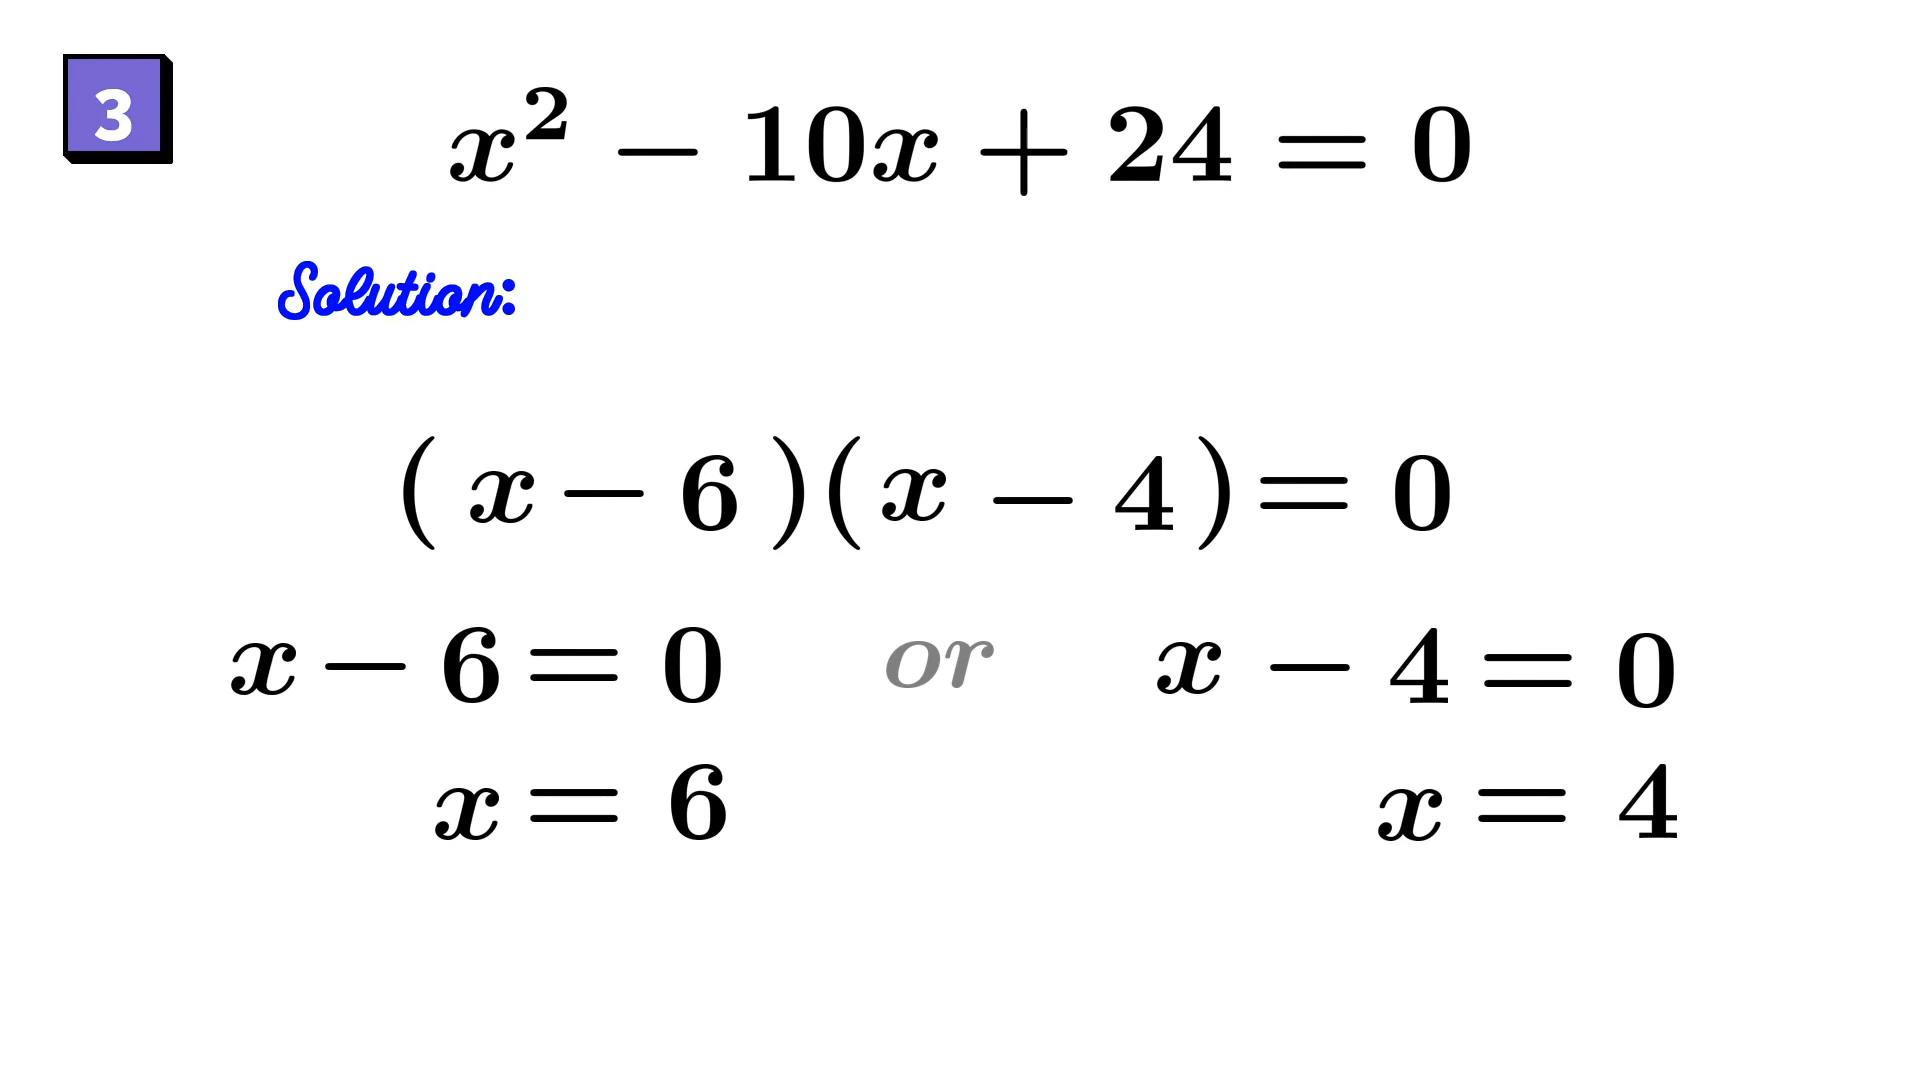 3
x² − 10x + 24 = 0
Solution:
( x − 6 )( x − 4 ) = 0
x − 6 = 0 or x − 4 = 0
x = 6 x = 4